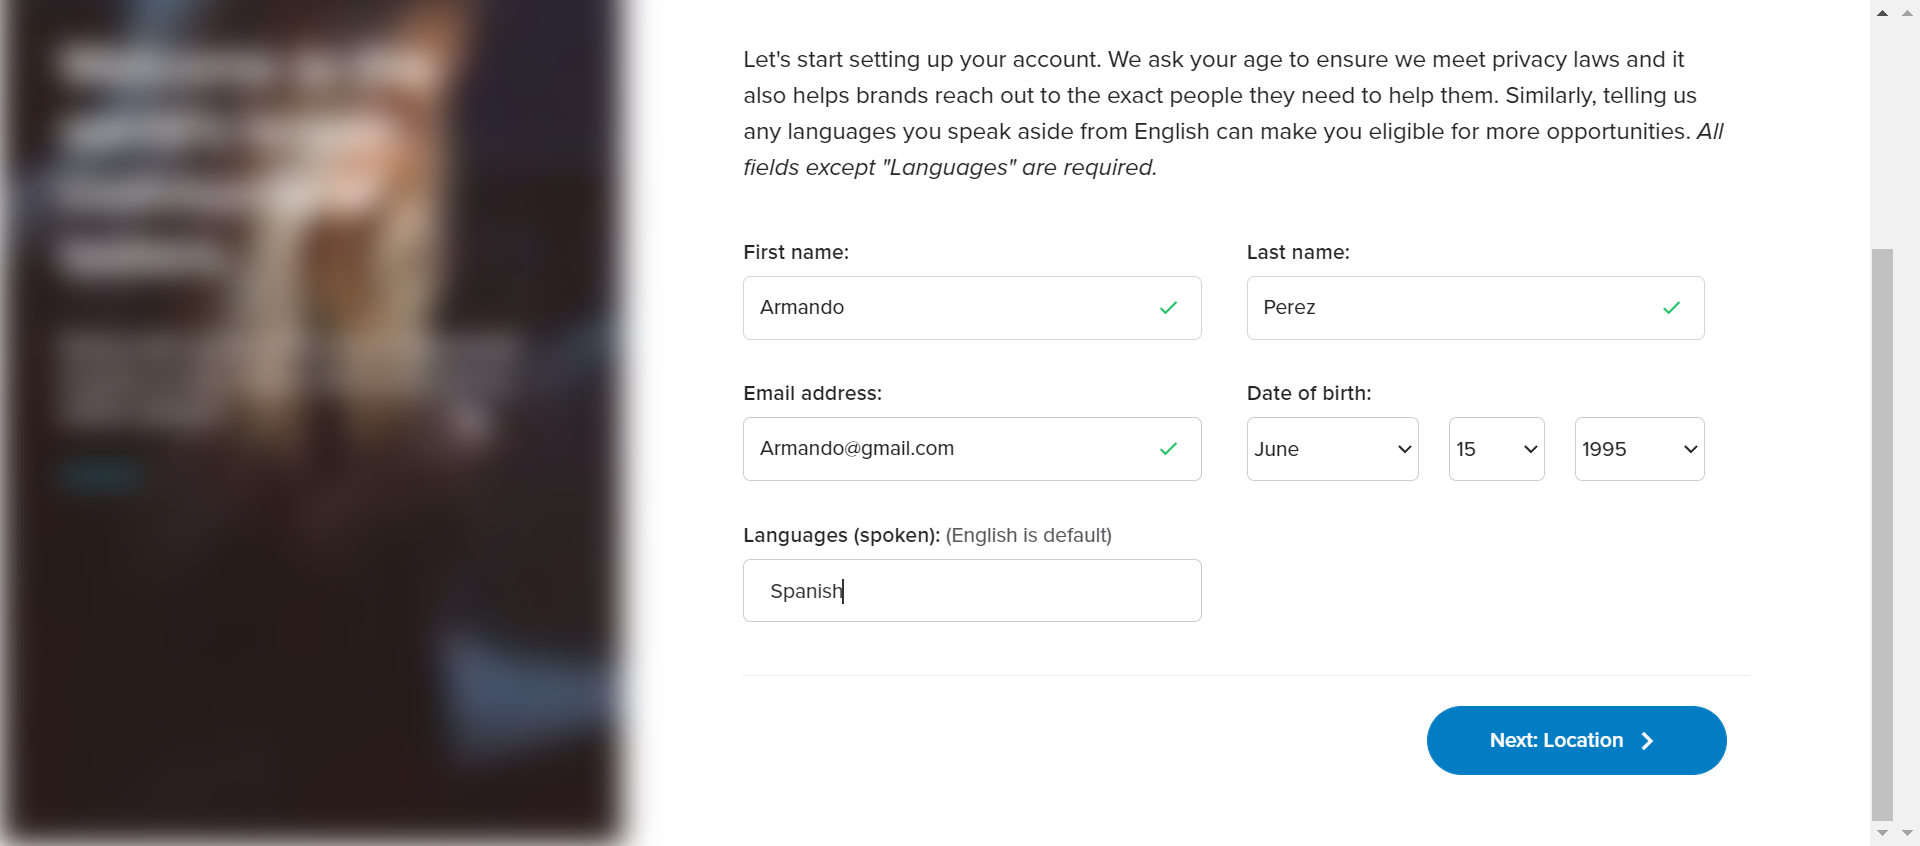 Let's start setting up your account. We ask your age to ensure we meet privacy laws and it
also helps brands reach out to the exact people they need to help them. Similarly, telling us
any languages you speak aside from English can make you eligible for more opportunities. All
fields except "Languages" are required.
First name:
Last name:
Armando
Perez
Email address:
Date of birth:
Armando@gmail.com
June
15
1995
Languages (spoken): (English is default)
Spanish
Next: Location